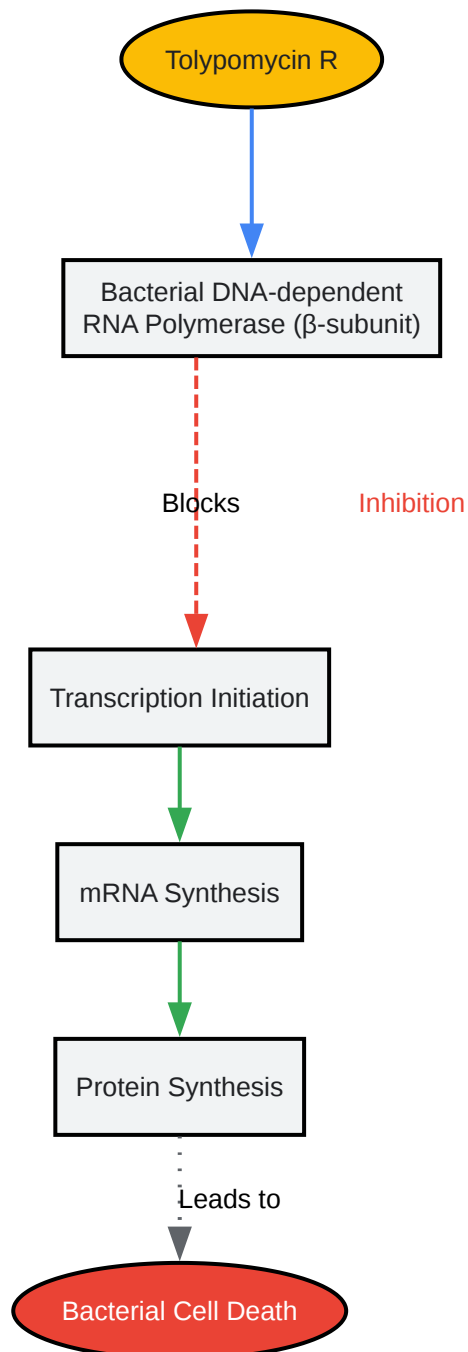 Tolypomycin R
Bacterial DNA-dependent
RNA Polymerase (β-subunit)
Blocks
Inhibition
Transcription Initiation
mRNA Synthesis
Protein Synthesis
Leads to
Bacterial Cell Death